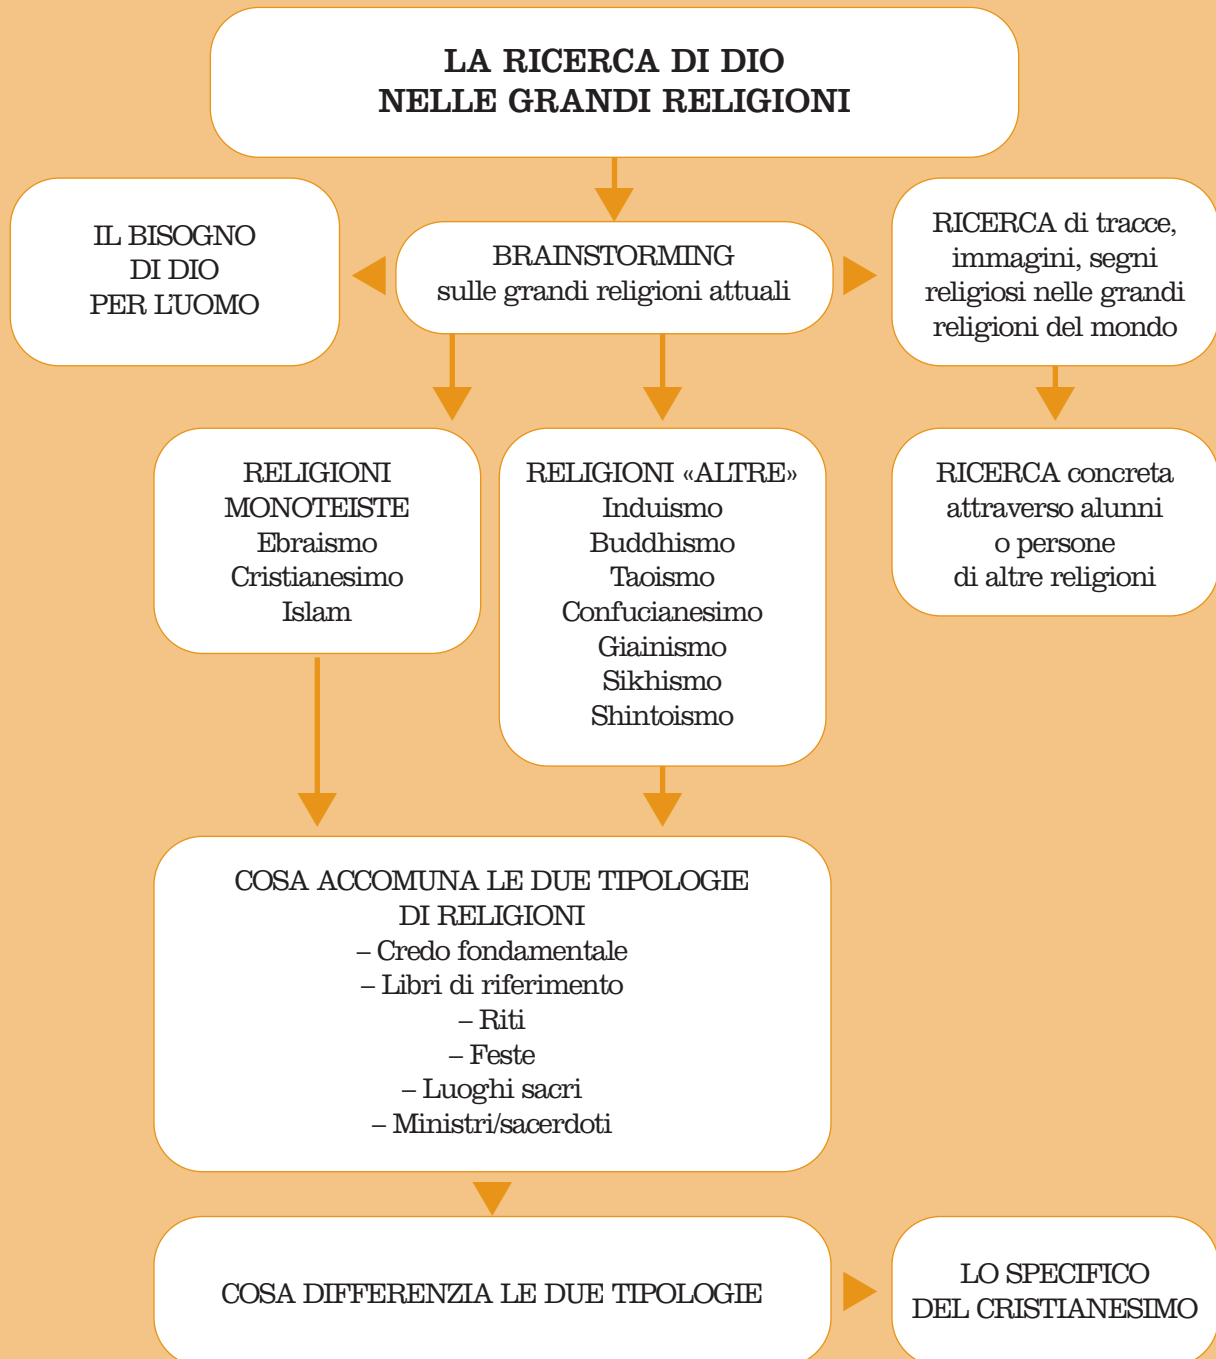 LA RICERCA DI DIO
NELLE GRANDI RELIGIONI
IL BISOGNO
DI DIO
PER L'UOMO
BRAINSTORMING
sulle grandi religioni attuali
RICERCA di tracce,
immagini, segni
religiosi nelle grandi
religioni del mondo
RELIGIONI
MONOTEISTE
Ebraismo
Cristianesimo
Islam
RELIGIONI «ALTRE»
Induismo
Buddhismo
Taoismo
Confucianesimo
Giainismo
Sikhismo
Shintoismo
RICERCA concreta
attraverso alunni
o persone
di altre religioni
COSA ACCOMUNA LE DUE TIPOLOGIE
DI RELIGIONI
– Credo fondamentale
– Libri di riferimento
– Riti
– Feste
– Luoghi sacri
– Ministri/sacerdoti
COSA DIFFERENZIA LE DUE TIPOLOGIE
LO SPECIFICO
DEL CRISTIANESIMO